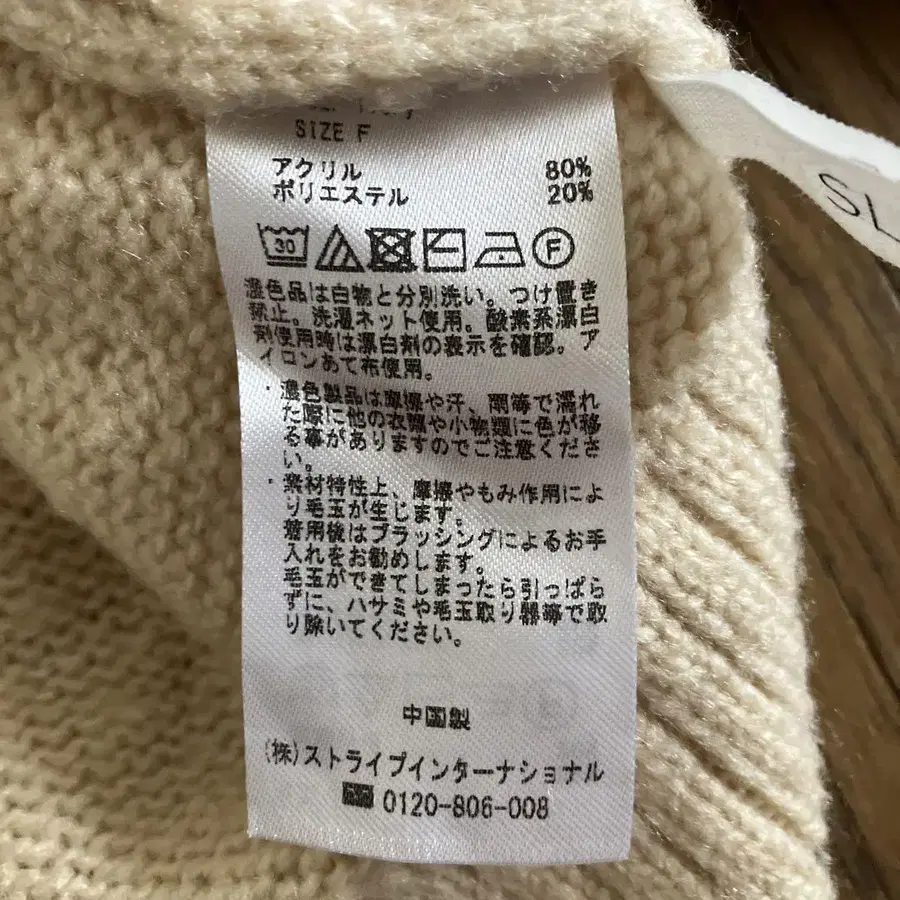 SIZE F
アクリル 80%
ポリエステル 20%
30
F
濃色品は白物と分別洗い。つけ置き
禁止。洗濯ネット使用。酸素系漂白
剤使用時は漂白剤の表示を確認。ア
イロンあて布使用。
・濃色製品は摩擦や汗、雨等で濡れ
た際に他の衣服や小物類に色が移
る事がありますのでご注意くださ
い。
・素材特性上、摩擦やもみ作用によ
り毛玉が生じます。
着用後はブラッシングによるお手
入れをお勧めします。
毛玉ができてしまったら引っぱら
ずに、ハサミや毛玉取り器等で取
り除いてください。
中国製
(株)ストライプインターナショナル
0120-806-008
SL